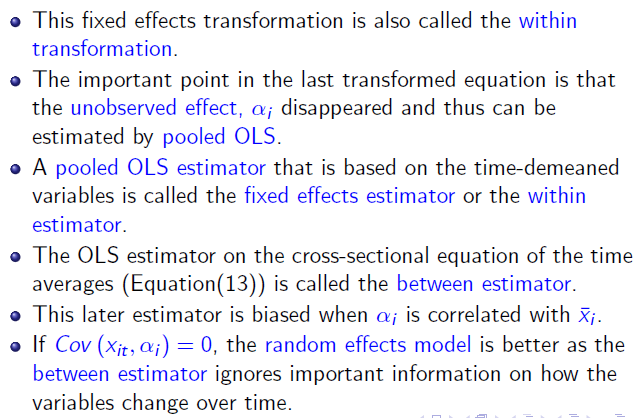 This fixed effects transformation is also called the within
transformation.
The important point in the last transformed equation is that
the unobserved effect, αi disappeared and thus can be
estimated by pooled OLS.
A pooled OLS estimator that is based on the time-demeaned
variables is called the fixed effects estimator or the within
estimator.
The OLS estimator on the cross-sectional equation of the time
averages (Equation(13)) is called the between estimator.
This later estimator is biased when αi is correlated with x̄i.
If Cov (xit, αi) = 0, the random effects model is better as the
between estimator ignores important information on how the
variables change over time.